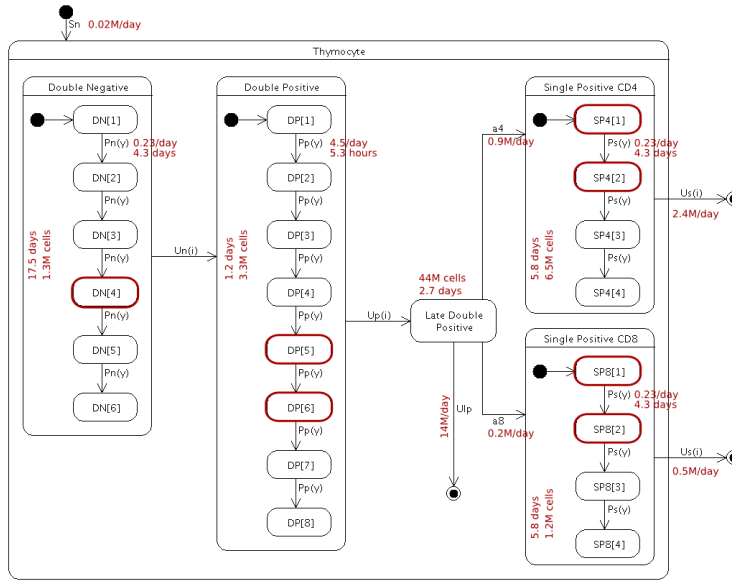 Sn 0.02M/day
Thymocyte
Double Negative
DN[1]
Pn(y) 0.23/day
4.3 days
DN[2]
Pn(y)
DN[3]
Pn(y)
DN[4]
Pn(y)
DN[5]
Pn(y)
DN[6]
17.5 days
1.3M cells
Un(i)
Double Positive
DP[1]
Pp(y) 4.5/day
5.3 hours
DP[2]
Pp(y)
DP[3]
Pp(y)
DP[4]
Pp(y)
DP[5]
Pp(y)
DP[6]
Pp(y)
DP[7]
Pp(y)
DP[8]
1.2 days
3.3M cells
Up(i)
44M cells
2.7 days
Late Double
Positive
Ulp
14M/day
a4
0.9M/day
a8
0.2M/day
Single Positive CD4
SP4[1]
Ps(y) 0.23/day
4.3 days
SP4[2]
Ps(y)
SP4[3]
Ps(y)
SP4[4]
5.8 days
6.5M cells
Us(i)
2.4M/day
Single Positive CD8
SP8[1]
Ps(y) 0.23/day
4.3 days
SP8[2]
Ps(y)
SP8[3]
Ps(y)
SP8[4]
5.8 days
1.2M cells
Us(i)
0.5M/day